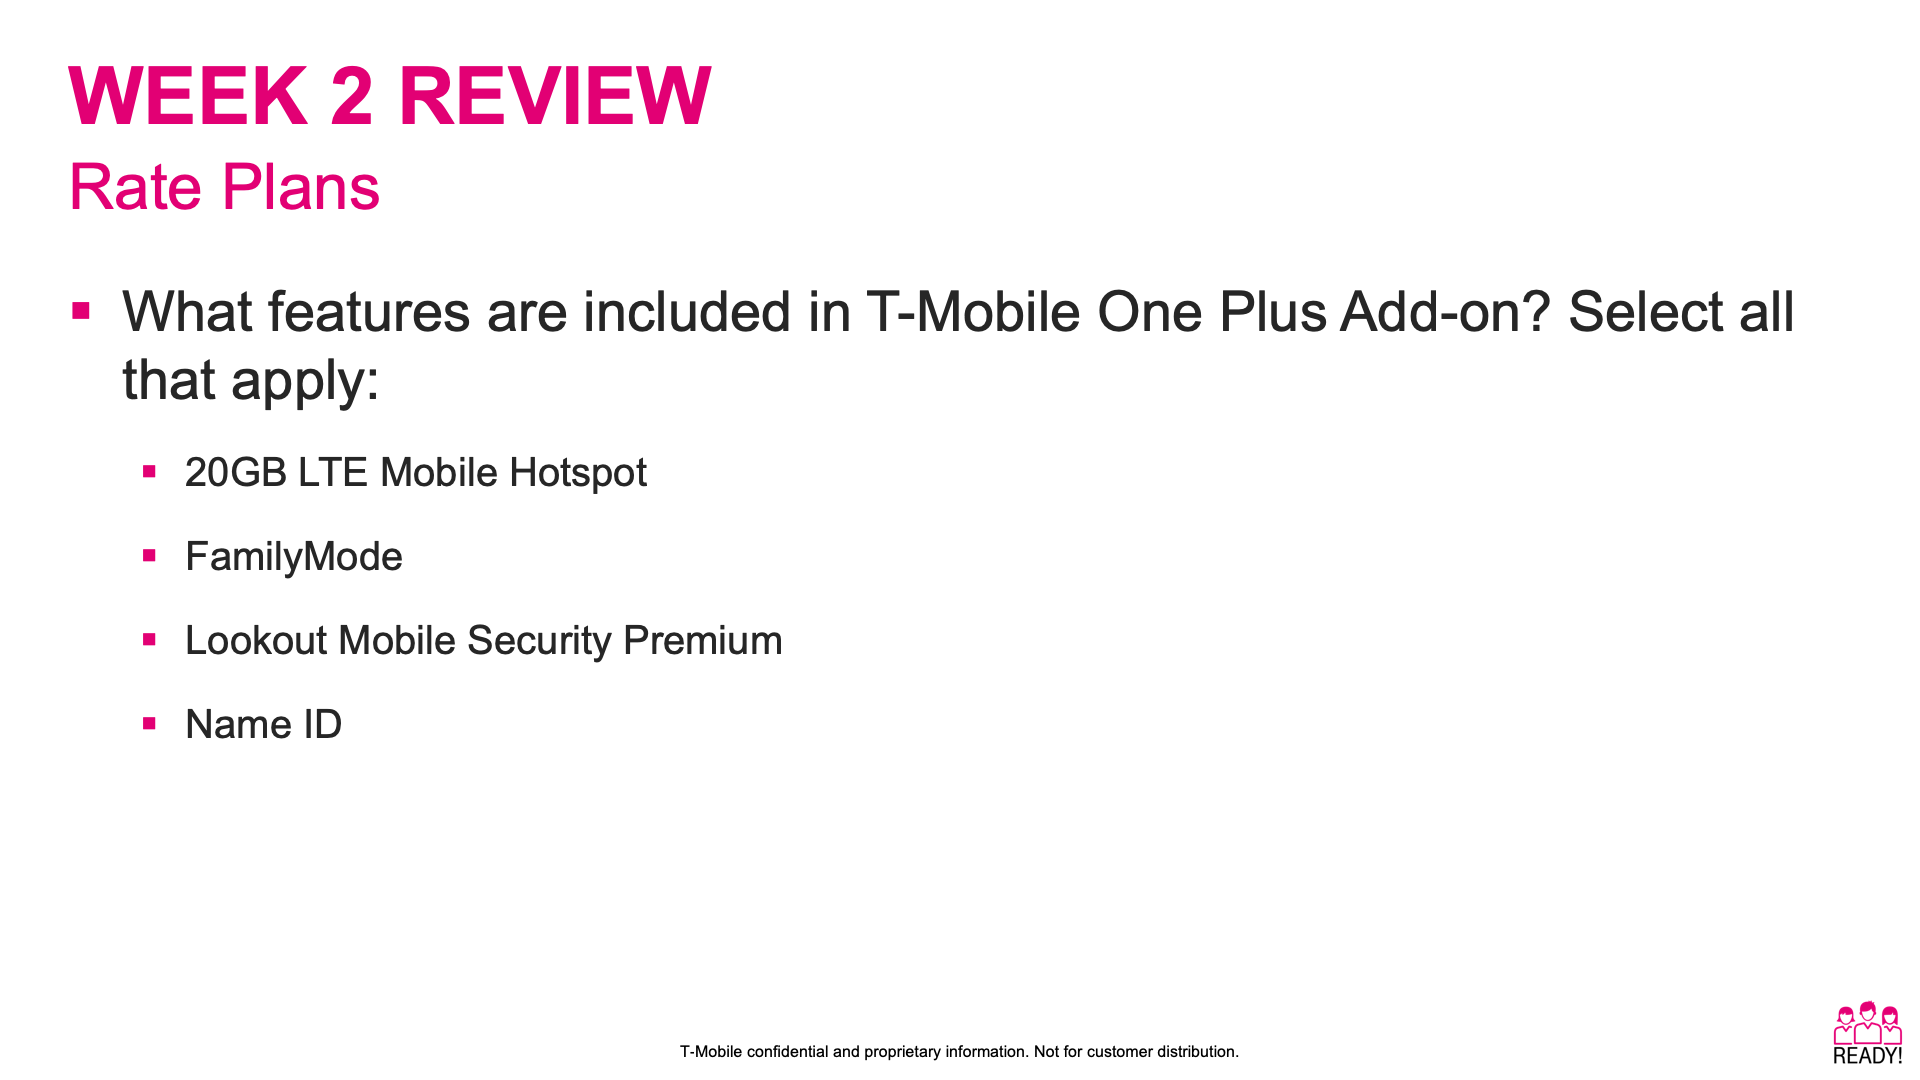 WEEK 2 REVIEW
Rate Plans
▪ What features are included in T-Mobile One Plus Add-on? Select all
that apply:
▪ 20GB LTE Mobile Hotspot
▪ FamilyMode
▪ Lookout Mobile Security Premium
▪ Name ID
T-Mobile confidential and proprietary information. Not for customer distribution.
READY!